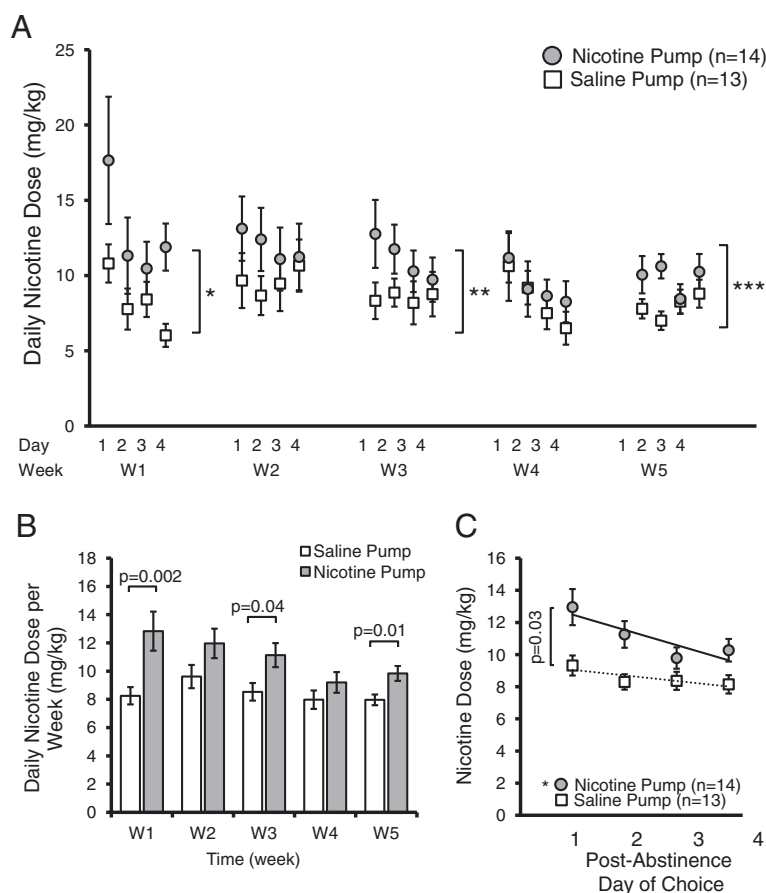 A
Daily Nicotine Dose (mg/kg)
25
20
15
10
5
0
Nicotine Pump (n=14)
Saline Pump (n=13)
*
**
***
Day 1 2 3 4 1 2 3 4 1 2 3 4 1 2 3 4 1 2 3 4
Week W1 W2 W3 W4 W5
B
Daily Nicotine Dose per
Week (mg/kg)
18
16
14
12
10
8
6
4
2
0
Saline Pump
Nicotine Pump
p=0.002
p=0.04
p=0.01
W1 W2 W3 W4 W5
Time (week)
C
Nicotine Dose (mg/kg)
16
14
12
10
8
6
4
2
0
p=0.03
* Nicotine Pump (n=14)
Saline Pump (n=13)
1 2 3 4
Post-Abstinence
Day of Choice